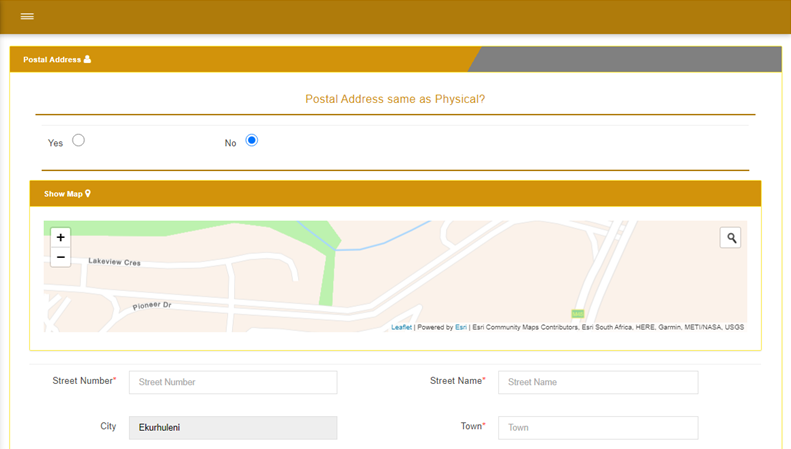 Postal Address
Postal Address same as Physical?
Yes
No
Show Map
+
−
Lakeview Cres
Pioneer Dr
Leaflet | Powered by Esri | Esri Community Maps Contributors, Esri South Africa, HERE, Garmin, METI/NASA, USGS
Street Number* Street Number
Street Name* Street Name
City Ekurhuleni
Town* Town